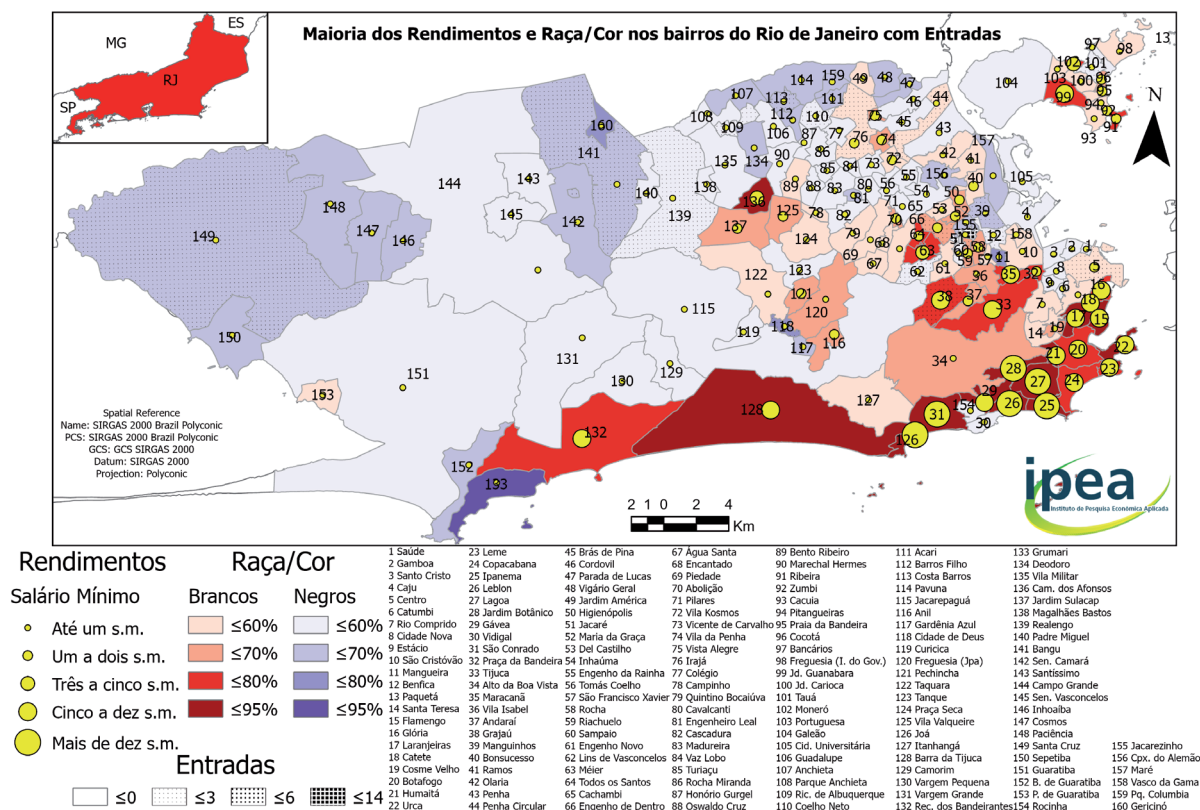 MG
ES
RJ
SP
Maioria dos Rendimentos e Raça/Cor nos bairros do Rio de Janeiro com Entradas
N
Spatial Reference
Name: SIRGAS 2000 Brazil Polyconic
PCS: SIRGAS 2000 Brazil Polyconic
GCS: GCS SIRGAS 2000
Datum: SIRGAS 2000
Projection: Polyconic
2 1 0 2 4
Km
ipea
Instituto de Pesquisa Econômica Aplicada
Rendimentos
Salário Mínimo
Até um s.m.
Um a dois s.m.
Três a cinco s.m.
Cinco a dez s.m.
Mais de dez s.m.
Raça/Cor
Brancos Negros
≤60% ≤60%
≤70% ≤70%
≤80% ≤80%
≤95% ≤95%
Entradas
≤0 ≤3 ≤6 ≤14
1 Saúde
2 Gamboa
3 Santo Cristo
4 Caju
5 Centro
6 Catumbi
7 Rio Comprido
8 Cidade Nova
9 Estácio
10 São Cristóvão
11 Mangueira
12 Benfica
13 Paquetá
14 Santa Teresa
15 Flamengo
16 Glória
17 Laranjeiras
18 Catete
19 Cosme Velho
20 Botafogo
21 Humaitá
22 Urca
23 Leme
24 Copacabana
25 Ipanema
26 Leblon
27 Lagoa
28 Jardim Botânico
29 Gávea
30 Vidigal
31 São Conrado
32 Praça da Bandeira
33 Tijuca
34 Alto da Boa Vista
35 Maracanã
36 Vila Isabel
37 Andaraí
38 Grajaú
39 Manguinhos
40 Bonsucesso
41 Ramos
42 Olaria
43 Penha
44 Penha Circular
45 Brás de Pina
46 Cordovil
47 Parada de Lucas
48 Vigário Geral
49 Jardim América
50 Higienópolis
51 Jacaré
52 Maria da Graça
53 Del Castilho
54 Inhaúma
55 Engenho da Rainha
56 Tomás Coelho
57 São Francisco Xavier
58 Rocha
59 Riachuelo
60 Sampaio
61 Engenho Novo
62 Lins de Vasconcelos
63 Méier
64 Todos os Santos
65 Cachambi
66 Engenho de Dentro
67 Água Santa
68 Encantado
69 Piedade
70 Abolição
71 Pilares
72 Vila Kosmos
73 Vicente de Carvalho
74 Vila da Penha
75 Vista Alegre
76 Irajá
77 Colégio
78 Campinho
79 Quintino Bocaiúva
80 Cavalcanti
81 Engenheiro Leal
82 Cascadura
83 Madureira
84 Vaz Lobo
85 Turiaçu
86 Rocha Miranda
87 Honório Gurgel
88 Oswaldo Cruz
89 Bento Ribeiro
90 Marechal Hermes
91 Ribeira
92 Zumbi
93 Cacuia
94 Pitangueiras
95 Praia da Bandeira
96 Cocotá
97 Bancários
98 Freguesia (I. do Gov.)
99 Jd. Guanabara
100 Jd. Carioca
101 Tauá
102 Moneró
103 Portuguesa
104 Galeão
105 Cid. Universitária
106 Guadalupe
107 Anchieta
108 Parque Anchieta
109 Ric. de Albuquerque
110 Coelho Neto
111 Acari
112 Barros Filho
113 Costa Barros
114 Pavuna
115 Jacarepaguá
116 Anil
117 Gardênia Azul
118 Cidade de Deus
119 Curicica
120 Freguesia (Jpa)
121 Pechincha
122 Taquara
123 Tanque
124 Praça Seca
125 Vila Valqueire
126 Joá
127 Itanhangá
128 Barra da Tijuca
129 Camorim
130 Vargem Pequena
131 Vargem Grande
132 Rec. dos Bandeirantes
133 Grumari
134 Deodoro
135 Vila Militar
136 Cam. dos Afonsos
137 Jardim Sulacap
138 Magalhães Bastos
139 Realengo
140 Padre Miguel
141 Bangu
142 Sen. Camará
143 Santíssimo
144 Campo Grande
145 Sen. Vasconcelos
146 Inhoaíba
147 Cosmos
148 Paciência
149 Santa Cruz
150 Sepetiba
151 Guaratiba
152 B. de Guaratiba
153 P. de Guaratiba
154 Rocinha
155 Jacarezinho
156 Cpx. do Alemão
157 Maré
158 Vasco da Gama
159 Pq. Columbia
160 Gericinó